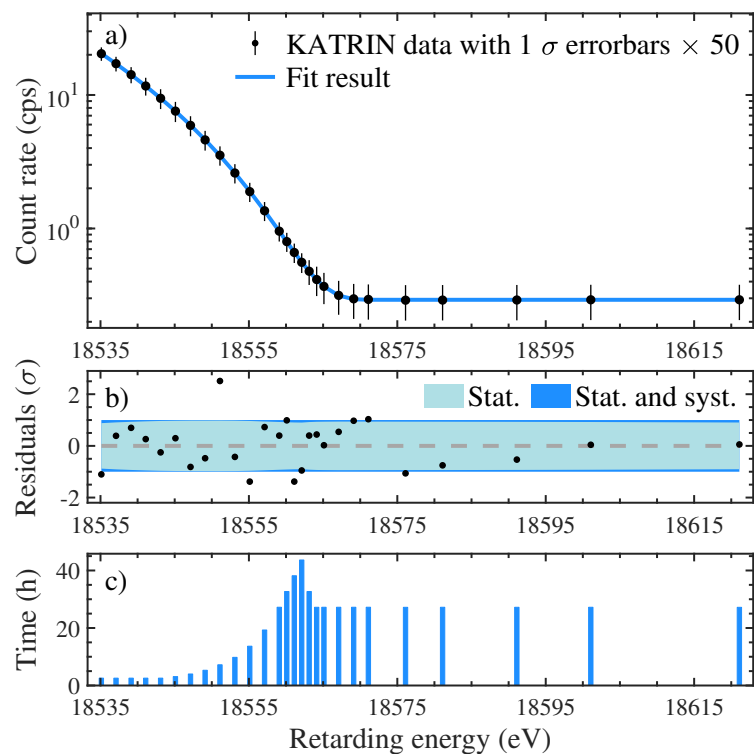 a)
KATRIN data with 1 σ errorbars × 50
Fit result
Count rate (cps)
10¹
10⁰
18535 18555 18575 18595 18615
b)
Stat. Stat. and syst.
Residuals (σ)
2
0
-2
18535 18555 18575 18595 18615
c)
Time (h)
40
20
0
18535 18555 18575 18595 18615
Retarding energy (eV)